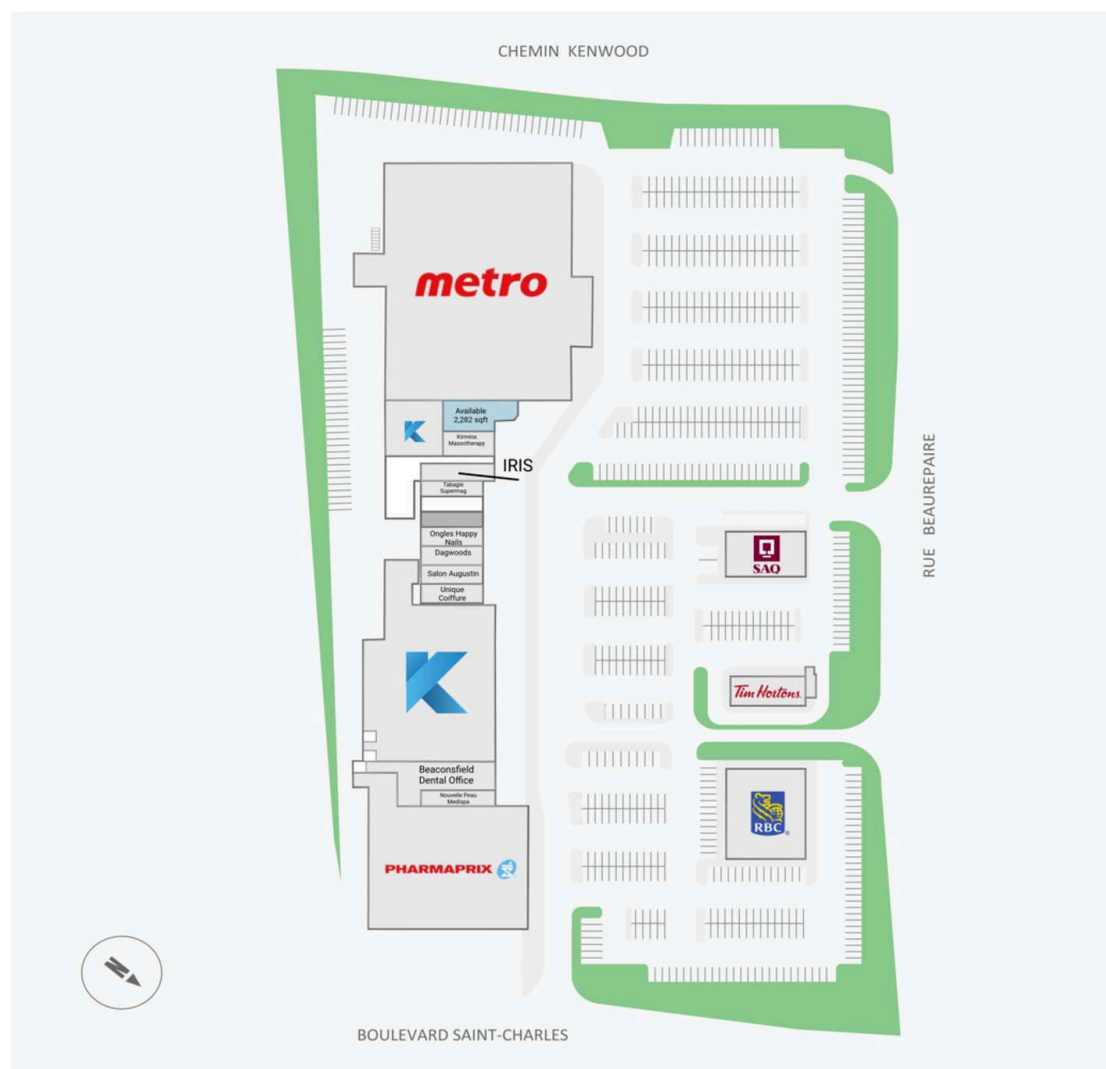 CHEMIN KENWOOD
metro
Available
2,282 sqft
Kinmina
Massotherapy
IRIS
Tabagie
Supermag
RUE BEAUREPAIRE
Ongles Happy
Nails
Dagwoods
Salon Augustin
Unique
Coiffure
SAQ
Tim Hortons.
Beaconsfield
Dental Office
Nouvelle Peau
Medispa
RBC®
PHARMAPRIX
N
BOULEVARD SAINT-CHARLES